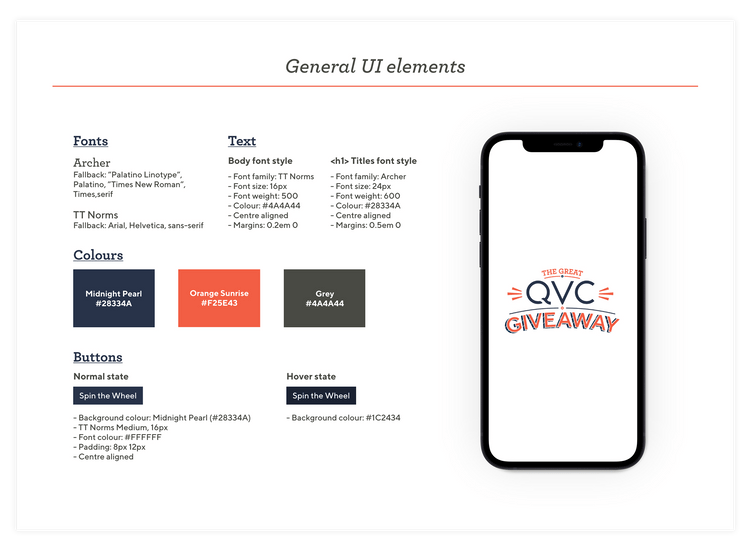 General UI elements
Fonts
Archer
Fallback: “Palatino Linotype”,
Palatino, “Times New Roman”,
Times,serif
TT Norms
Fallback: Arial, Helvetica, sans-serif
Text
Body font style
- Font family: TT Norms
- Font size: 16px
- Font weight: 500
- Colour: #4A4A44
- Centre aligned
- Margins: 0.2em 0
<h1> Titles font style
- Font family: Archer
- Font size: 24px
- Font weight: 600
- Colour: #28334A
- Centre aligned
- Margins: 0.5em 0
Colours
Midnight Pearl
#28334A
Orange Sunrise
#F25E43
Grey
#4A4A44
Buttons
Normal state
Spin the Wheel
- Background colour: Midnight Pearl (#28334A)
- TT Norms Medium, 16px
- Font colour: #FFFFFF
- Padding: 8px 12px
- Centre aligned
Hover state
Spin the Wheel
- Background colour: #1C2434
THE GREAT
QVC
GIVEAWAY